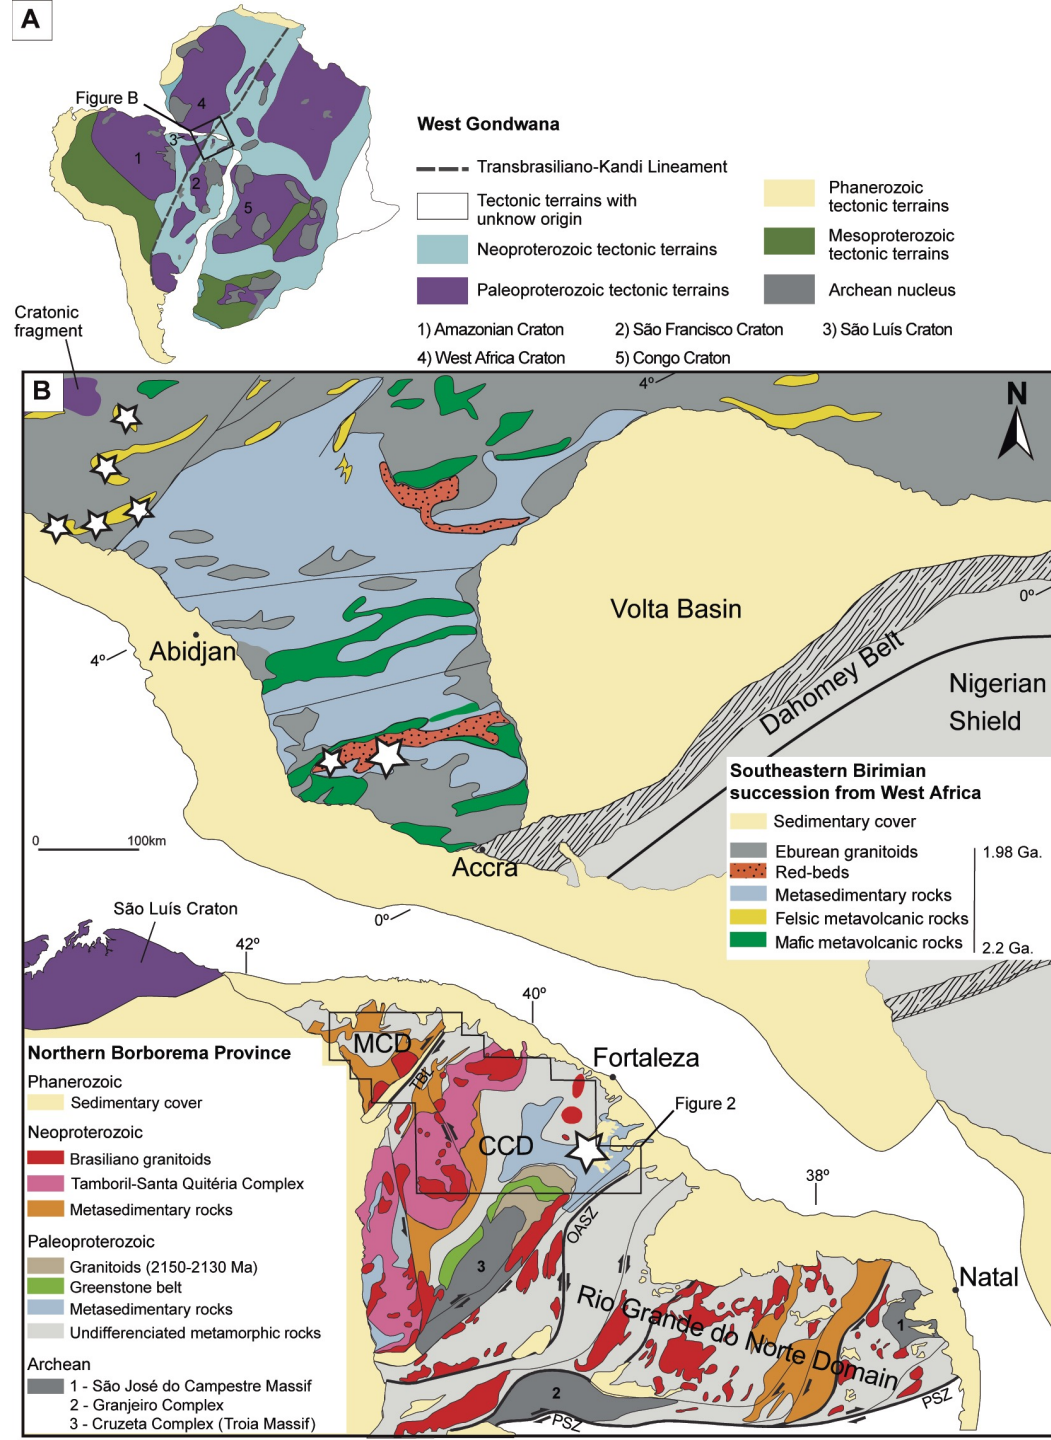 A
Figure B
4
3
1
2
5
West Gondwana
Transbrasiliano-Kandi Lineament
Tectonic terrains with
unknow origin
Neoproterozoic tectonic terrains
Paleoproterozoic tectonic terrains
Phanerozoic
tectonic terrains
Mesoproterozoic
tectonic terrains
Archean nucleus
1) Amazonian Craton
2) São Francisco Craton
3) São Luís Craton
4) West Africa Craton
5) Congo Craton
Cratonic
fragment
B
4º
N
Volta Basin
0º
Abidjan
4º
Dahomey Belt
Nigerian
Shield
Southeastern Birimian
succession from West Africa
Sedimentary cover
Eburean granitoids
Red-beds
Metasedimentary rocks
Felsic metavolcanic rocks
Mafic metavolcanic rocks
1.98 Ga.
2.2 Ga.
0
100km
Accra
0º
São Luís Craton
42º
40º
MCD
TBL
Fortaleza
Figure 2
CCD
38º
OASZ
3
Natal
Rio Grande do Norte Domain
1
2
PSZ
PSZ
Northern Borborema Province
Phanerozoic
Sedimentary cover
Neoproterozoic
Brasiliano granitoids
Tamboril-Santa Quitéria Complex
Metasedimentary rocks
Paleoproterozoic
Granitoids (2150-2130 Ma)
Greenstone belt
Metasedimentary rocks
Undifferenciated metamorphic rocks
Archean
1 - São José do Campestre Massif
2 - Granjeiro Complex
3 - Cruzeta Complex (Troia Massif)